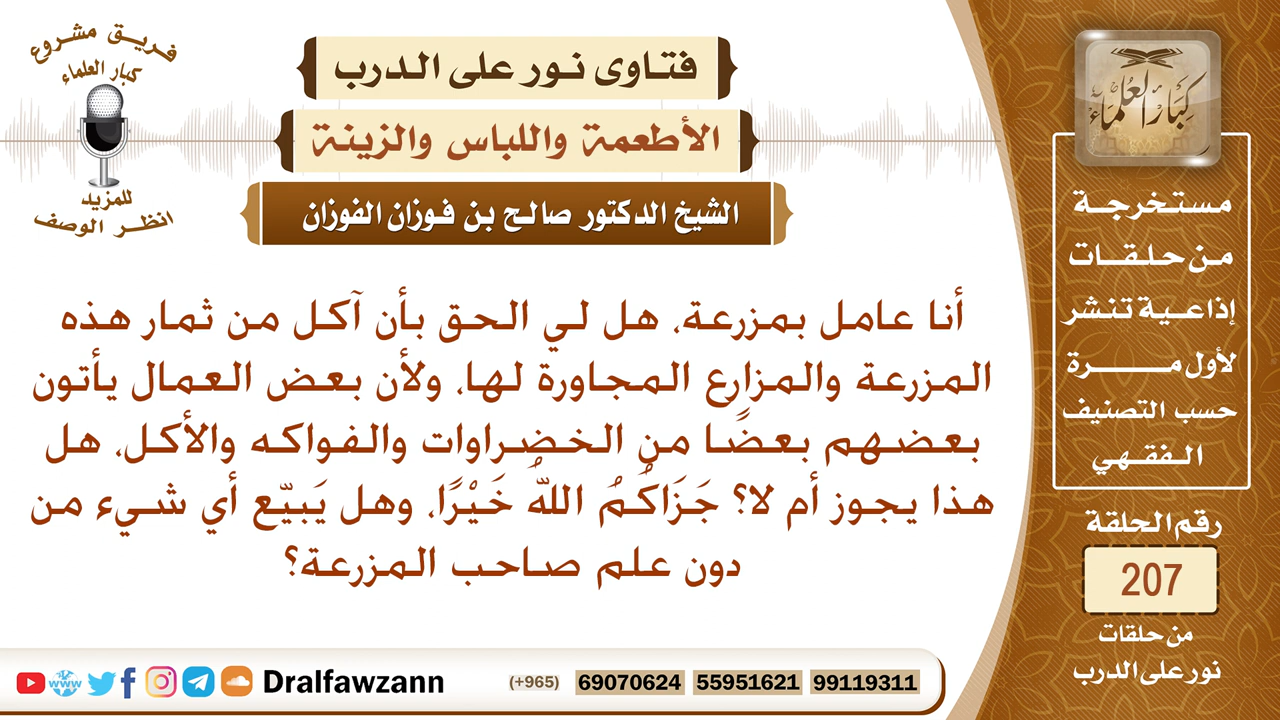 فريق مشروع
كبار العلماء
للمزيد
انظر الوصف
فتاوى نور على الدرب
الأطعمة واللباس والزينة
الشيخ الدكتور صالح بن فوزان الفوزان
أنا عامل بمزرعة، هل لي الحق بأن آكل من ثمار هذه
المزرعة والمزارع المجاورة لها، ولأن بعض العمال يأتون
بعضهم بعضًا من الخضراوات والفواكه والأكل، هل
هذا يجوز أم لا؟ جَزَاكُمُ اللهُ خَيْرًا، وهل يَبيّع أي شيء من
دون علم صاحب المزرعة؟
كبار العلماء
مستخرجة
من حلقات
إذاعية تنشر
لأول مرة
حسب التصنيف
الفقهي
رقم الحلقة
207
من حلقات
نور على الدرب
www
Dralfawzann
(+965) 69070624 55951621 99119311